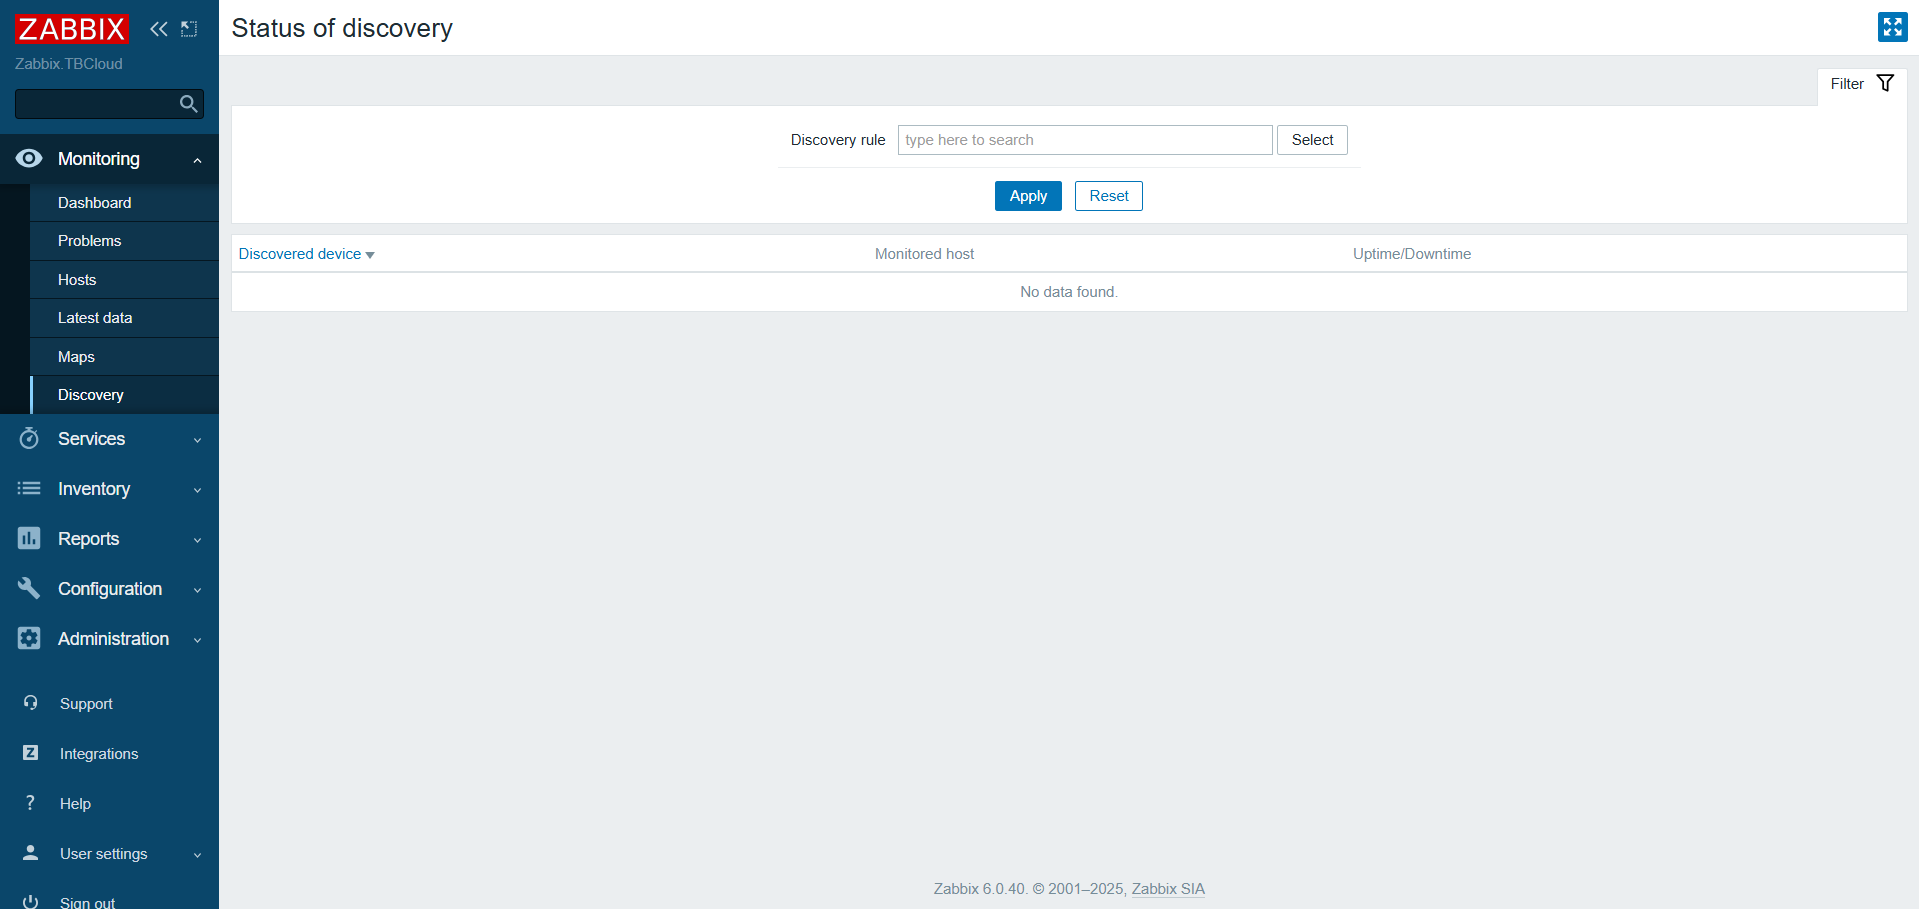 ZABBIX
Zabbix.TBCloud
Monitoring
Dashboard
Problems
Hosts
Latest data
Maps
Discovery
Services
Inventory
Reports
Configuration
Administration
Support
Z Integrations
? Help
User settings
Sign out
Status of discovery
Filter
Discovery rule type here to search Select
Apply Reset
Discovered device Monitored host Uptime/Downtime
No data found.
Zabbix 6.0.40. © 2001–2025, Zabbix SIA